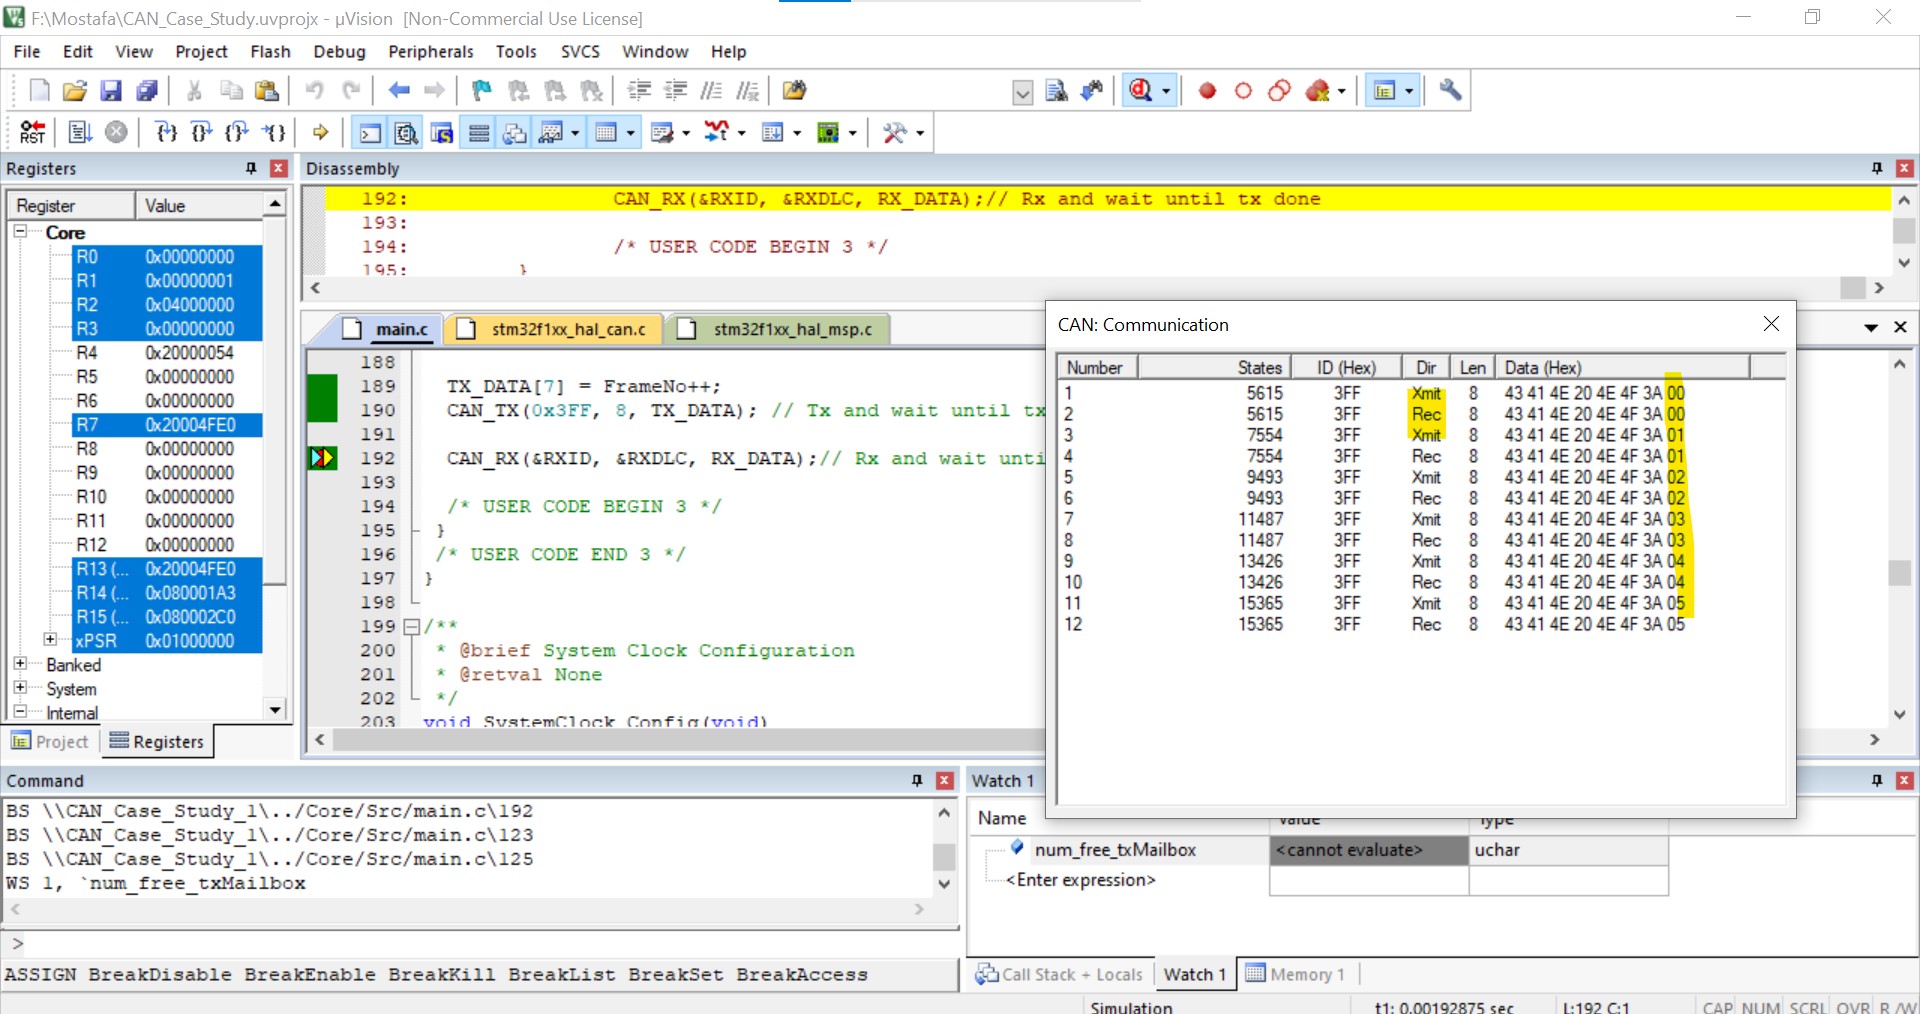 F:\Mostafa\CAN_Case_Study.uvprojx - µVision  [Non-Commercial Use License]
File Edit View Project Flash Debug Peripherals Tools SVCS Window Help
RST
Registers
Register Value
Core
R0 0x00000000
R1 0x00000001
R2 0x04000000
R3 0x00000000
R4 0x20000054
R5 0x00000000
R6 0x00000000
R7 0x20004FE0
R8 0x00000000
R9 0x00000000
R10 0x00000000
R11 0x00000000
R12 0x00000000
R13 (... 0x20004FE0
R14 (... 0x080001A3
R15 (... 0x080002C0
xPSR 0x01000000
Banked
System
Internal
Project Registers
Disassembly
192: CAN_RX(&RXID, &RXDLC, RX_DATA);// Rx and wait until tx done
193:
194: /* USER CODE BEGIN 3 */
195: }
main.c stm32f1xx_hal_can.c stm32f1xx_hal_msp.c
188
189 TX_DATA[7] = FrameNo++;
190 CAN_TX(0x3FF, 8, TX_DATA); // Tx and wait until tx
191
192 CAN_RX(&RXID, &RXDLC, RX_DATA);// Rx and wait unti
193
194 /* USER CODE BEGIN 3 */
195 }
196 /* USER CODE END 3 */
197 }
198
199 /**
200 * @brief System Clock Configuration
201 * @retval None
202 */
203 void SystemClock_Config(void)
CAN: Communication
Number States ID (Hex) Dir Len Data (Hex)
1 5615 3FF Xmit 8 43 41 4E 20 4E 4F 3A 00
2 5615 3FF Rec 8 43 41 4E 20 4E 4F 3A 00
3 7554 3FF Xmit 8 43 41 4E 20 4E 4F 3A 01
4 7554 3FF Rec 8 43 41 4E 20 4E 4F 3A 01
5 9493 3FF Xmit 8 43 41 4E 20 4E 4F 3A 02
6 9493 3FF Rec 8 43 41 4E 20 4E 4F 3A 02
7 11487 3FF Xmit 8 43 41 4E 20 4E 4F 3A 03
8 11487 3FF Rec 8 43 41 4E 20 4E 4F 3A 03
9 13426 3FF Xmit 8 43 41 4E 20 4E 4F 3A 04
10 13426 3FF Rec 8 43 41 4E 20 4E 4F 3A 04
11 15365 3FF Xmit 8 43 41 4E 20 4E 4F 3A 05
12 15365 3FF Rec 8 43 41 4E 20 4E 4F 3A 05
Command
BS \\CAN_Case_Study_1\../Core/Src/main.c\192
BS \\CAN_Case_Study_1\../Core/Src/main.c\123
BS \\CAN_Case_Study_1\../Core/Src/main.c\125
WS 1, `num_free_txMailbox
>
ASSIGN BreakDisable BreakEnable BreakKill BreakList BreakSet BreakAccess
Watch 1
Name Value Type
num_free_txMailbox <cannot evaluate> uchar
<Enter expression>
Call Stack + Locals Watch 1 Memory 1
Simulation t1: 0.00192875 sec L:192 C:1 CAP NUM SCRL OVR R/W